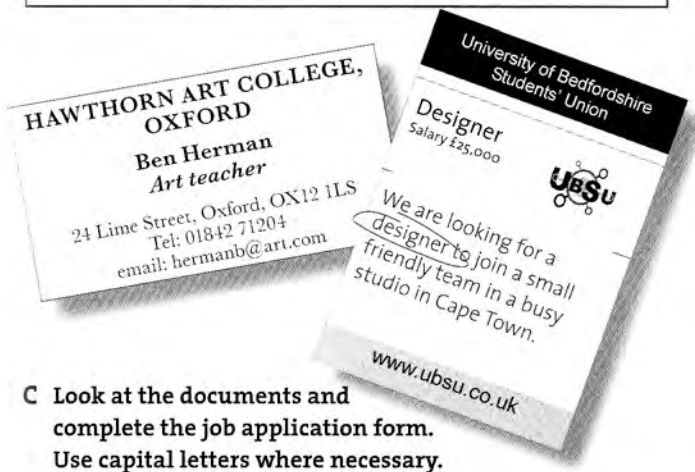 HAWTHORN ART COLLEGE,
OXFORD
Ben Herman
Art teacher
24 Lime Street, Oxford, OX12 1LS
Tel: 01842 71204
email: hermanb@art.com
University of Bedfordshire
Students' Union
Designer
Salary £25,000
UBSU
We are looking for a
designer to join a small
friendly team in a busy
studio in Cape Town.
www.ubsu.co.uk
C Look at the documents and
complete the job application form.
Use capital letters where necessary.